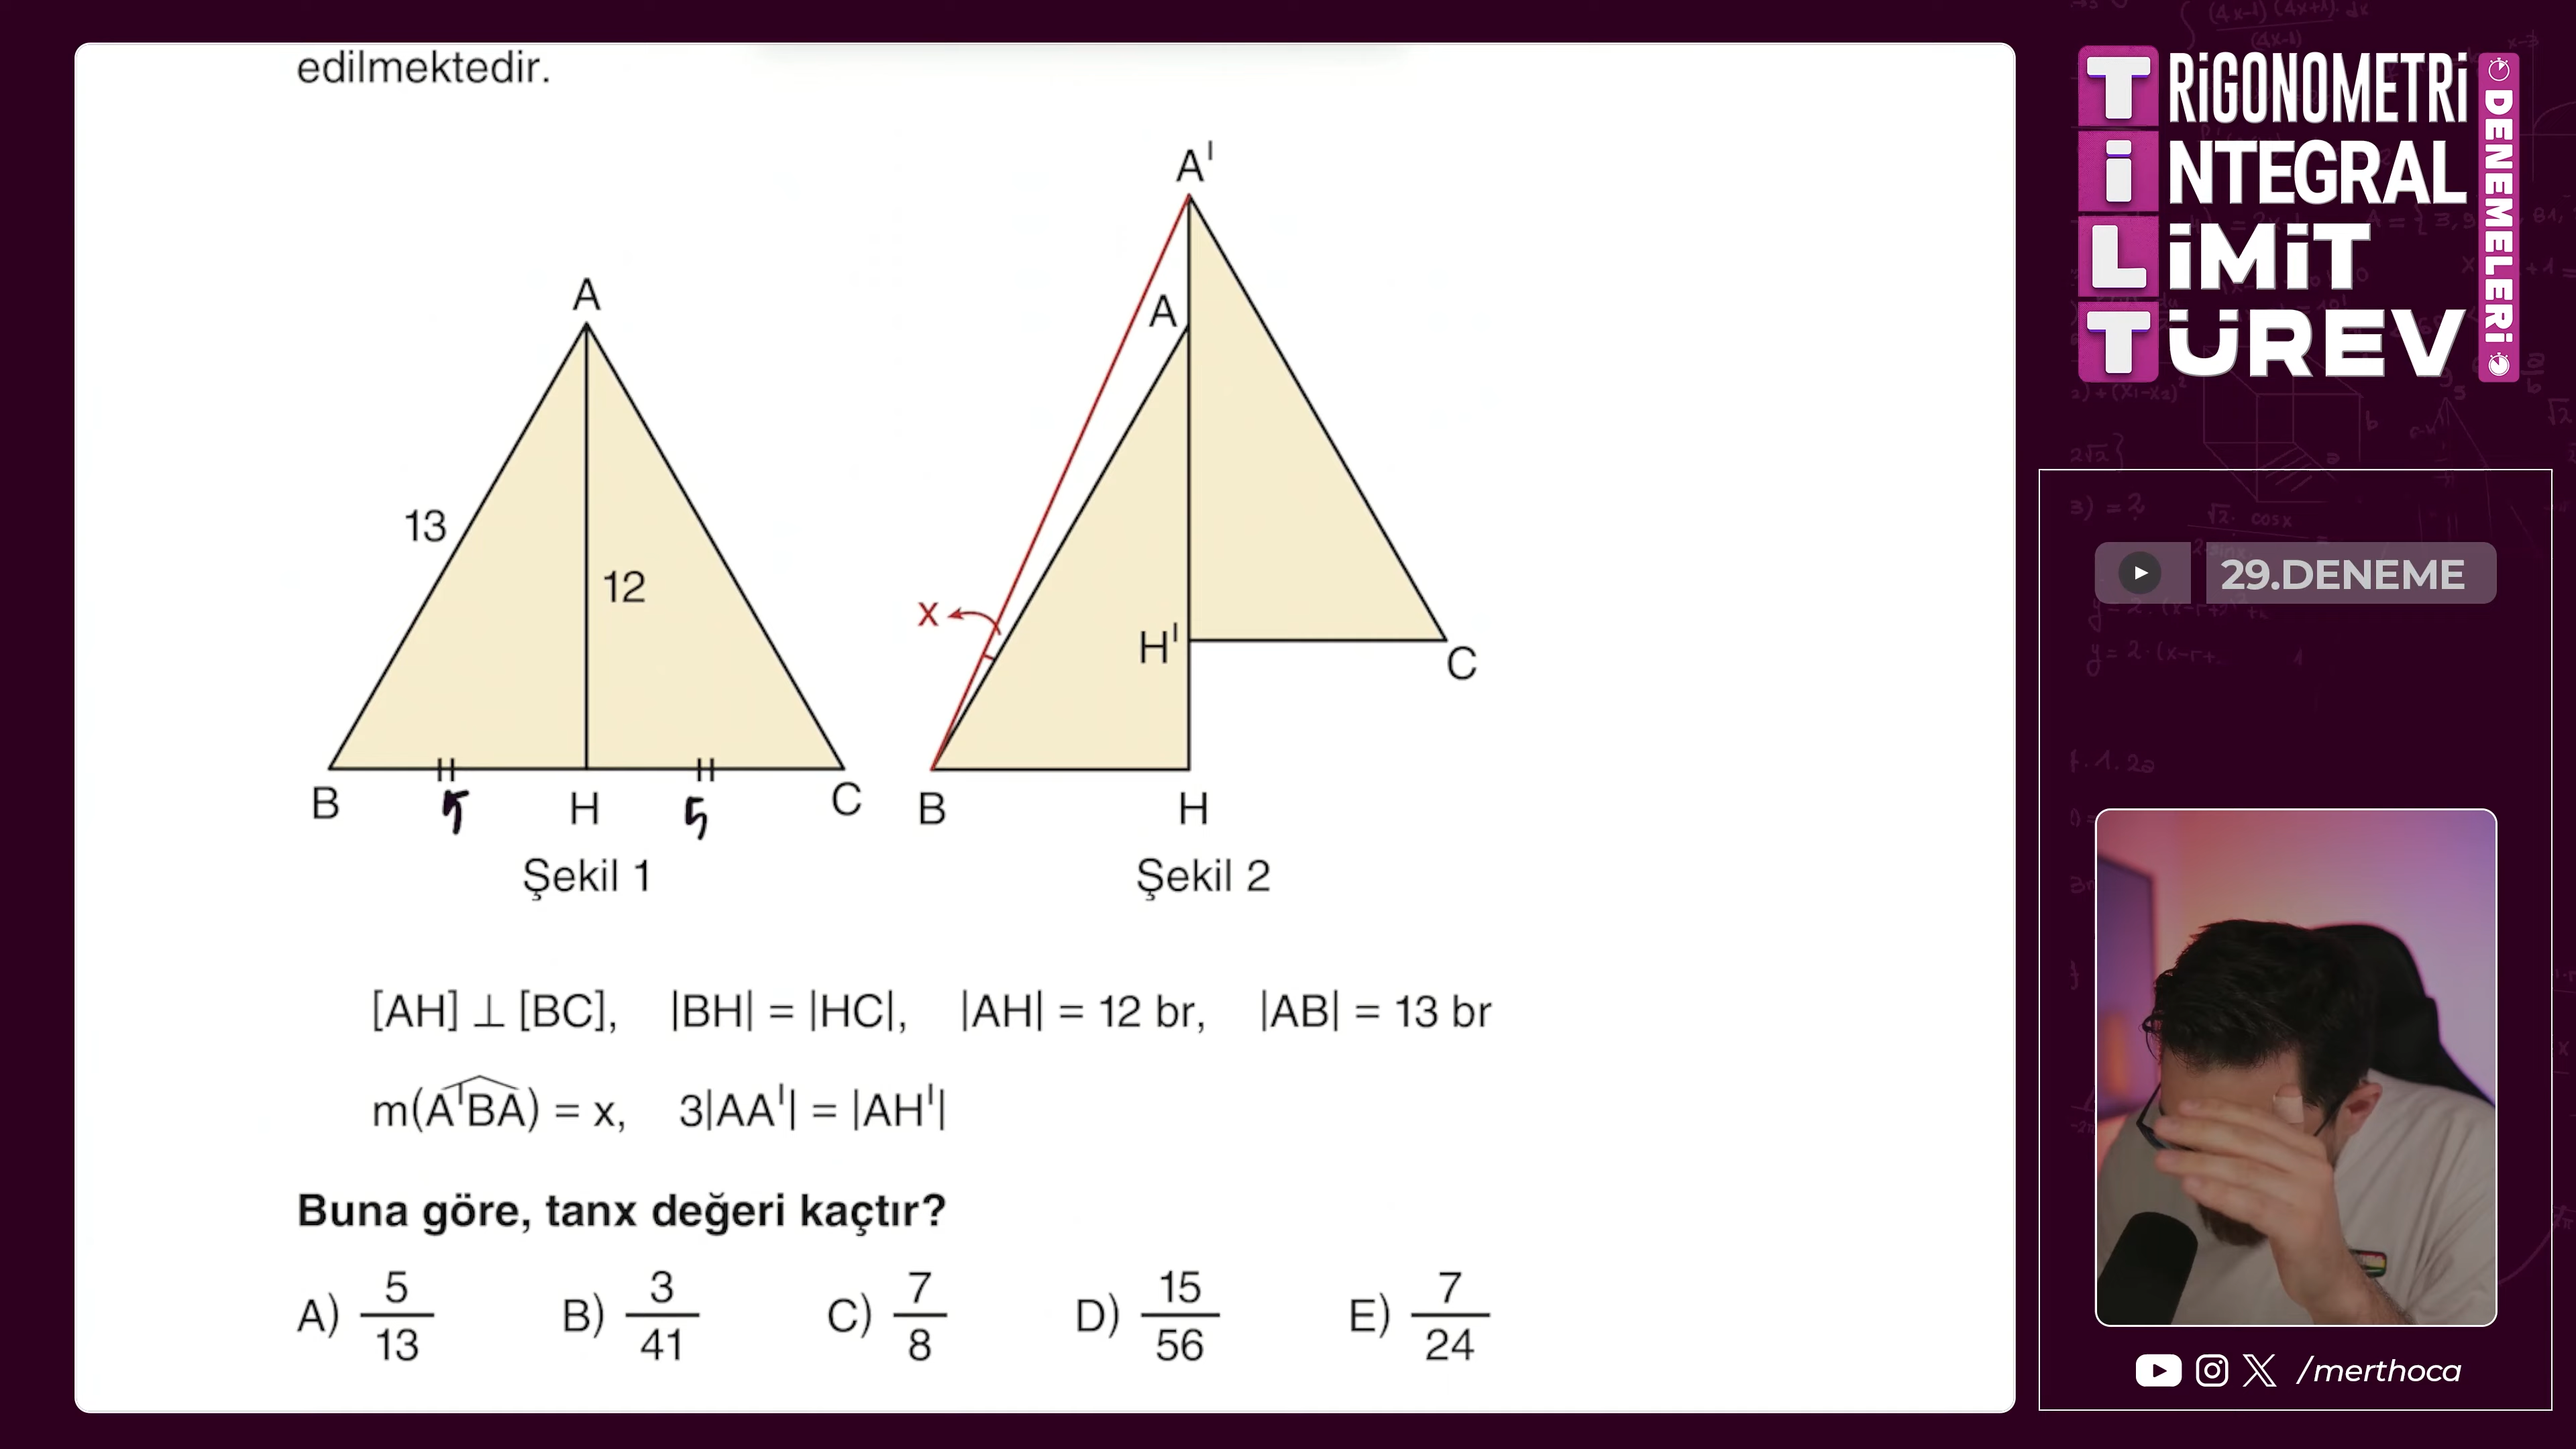 edilmektedir.
A
13
12
B
H
C
5
5
Şekil 1
A'
A
x
H'
C
B
H
Şekil 2
[AH] ⊥ [BC], |BH| = |HC|, |AH| = 12 br, |AB| = 13 br
m(A'BA) = x, 3|AA'| = |AH'|
Buna göre, tanx değeri kaçtır?
A) 5/13 B) 3/41 C) 7/8 D) 15/56 E) 7/24
TRİGONOMETRİ
İNTEGRAL
LİMİT
TÜREV
DENEMELERİ
29.DENEME
/merthoca